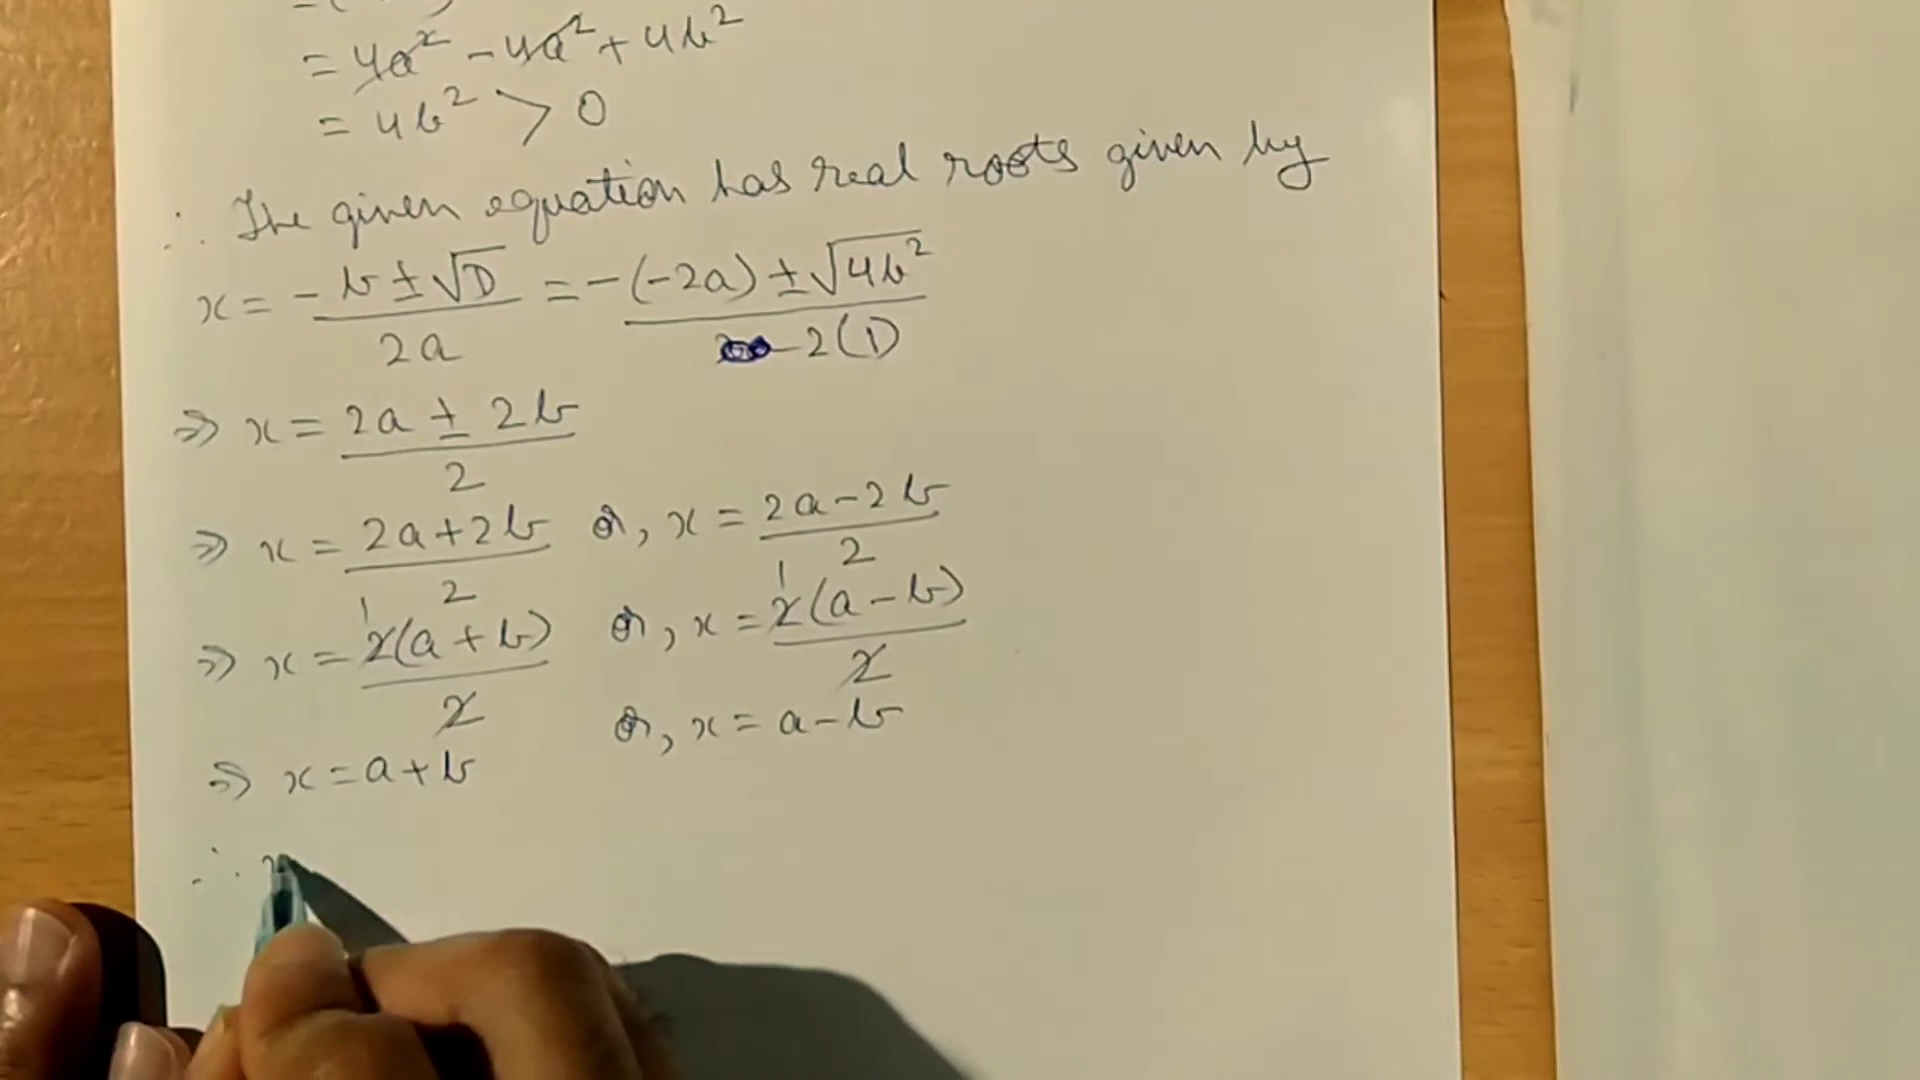 = 4a² - 4a² + 4b²
= 4b² > 0
∴ The given equation has real roots given by
x = -b ± √D / 2a = -(-2a) ± √4b² / 2(1)
⇒ x = 2a ± 2b / 2
⇒ x = 2a + 2b / 2 or, x = 2a - 2b / 2
⇒ x = 2(a + b) / 2 or, x = 2(a - b) / 2
⇒ x = a + b or, x = a - b
∴ x